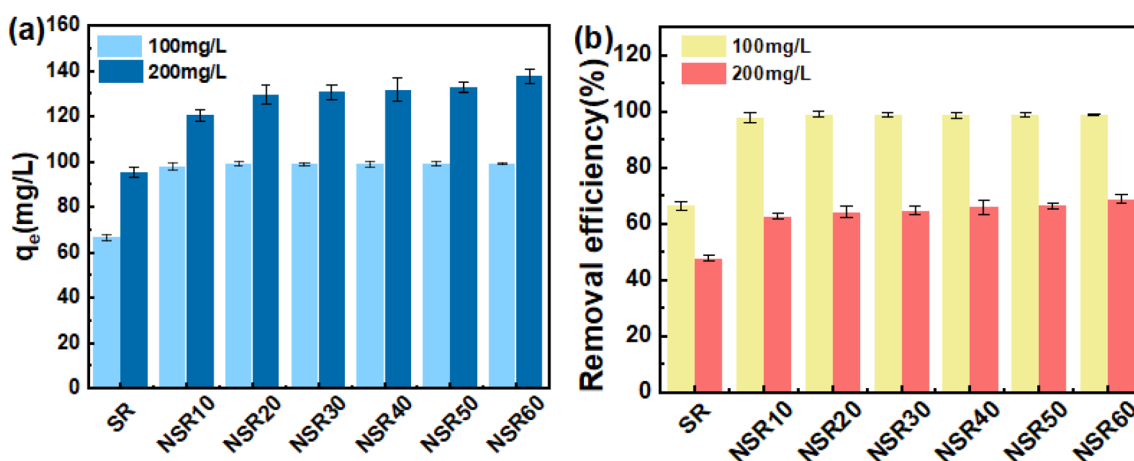 (a)
100mg/L
200mg/L
qₑ(mg/L)
160
140
120
100
80
60
40
20
0
SR
NSR10
NSR20
NSR30
NSR40
NSR50
NSR60
(b)
100mg/L
200mg/L
Removal efficiency(%)
120
100
80
60
40
20
0
SR
NSR10
NSR20
NSR30
NSR40
NSR50
NSR60